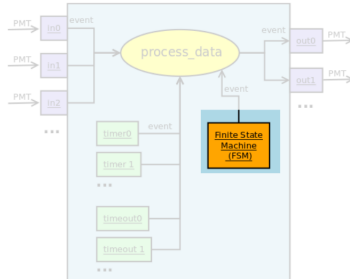 PMT
in0
event
PMT
in1
PMT
in2
...
process_data
event
out0
PMT
out1
PMT
...
event
timer0
event
timer 1
...
timeout0
timeout 1
...
Finite State
Machine
(FSM)